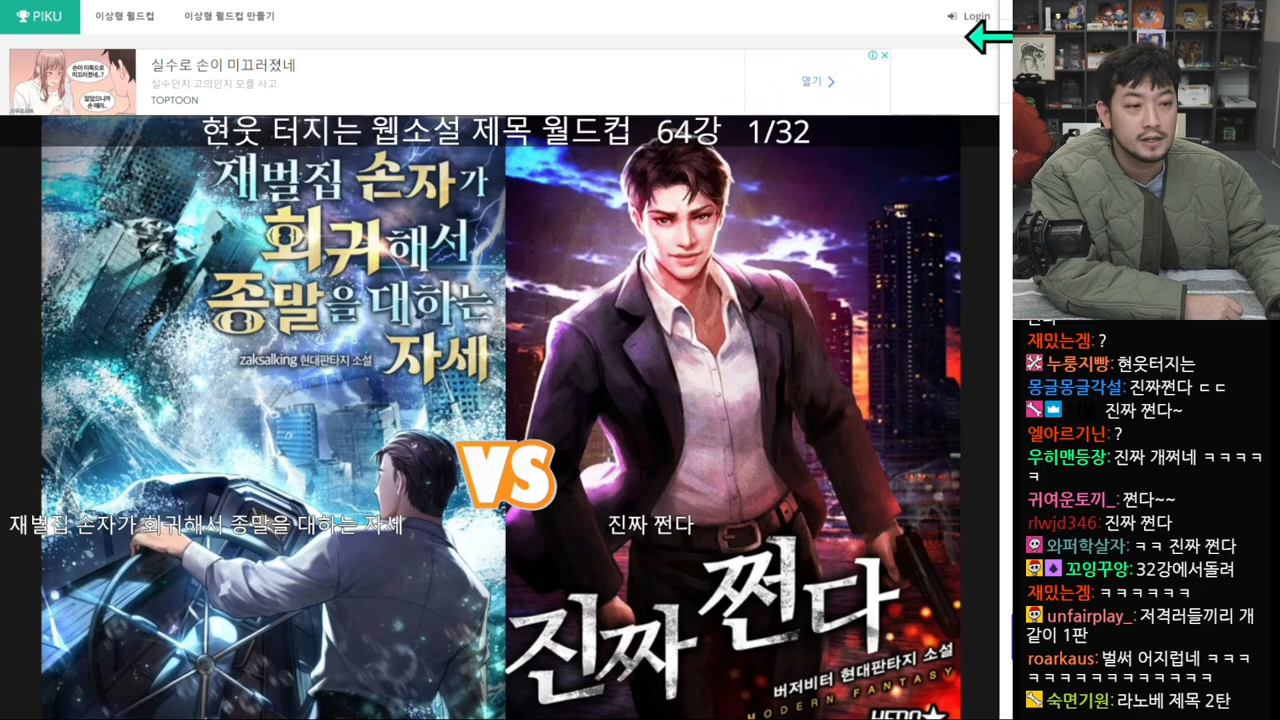 PIKU
이상형 월드컵
이상형 월드컵 만들기
Login
실수로 손이 미끄러졌네
실수인지 고의인지 모를 사고
TOPTOON
열기
현웃 터지는 웹소설 제목 월드컵 64강 1/32
재벌집 손자가
회귀해서
종말을 대하는
자세
zaksalking 현대판타지 소설
VS
재벌집 손자가 회귀해서 종말을 대하는 자세
진짜 쩐다
진짜 쩐다
버저비터 현대판타지 소설
MODERN FANTASY
HERO
재밌는겜: ?
누룽지빵: 현웃터지는
몽글몽글각설: 진짜쩐다 ㄷㄷ
진짜 쩐다~
엘아르기닌: ?
우히맨등장: 진짜 개쩌네 ㅋㅋㅋㅋ
ㅋ
귀여운토끼_: 쩐다~~
rlwjd346: 진짜 쩐다
와퍼학살자: ㅋㅋ 진짜 쩐다
꼬잉꾸앙: 32강에서돌려
재밌는겜: ㅋㅋㅋㅋㅋㅋ
unfairplay_: 저격러들끼리 개
같이 1판
roarkaus: 벌써 어지럽네 ㅋㅋㅋ
ㅋㅋㅋㅋㅋㅋㅋㅋㅋㅋㅋㅋ
숙면기원: 라노베 제목 2탄